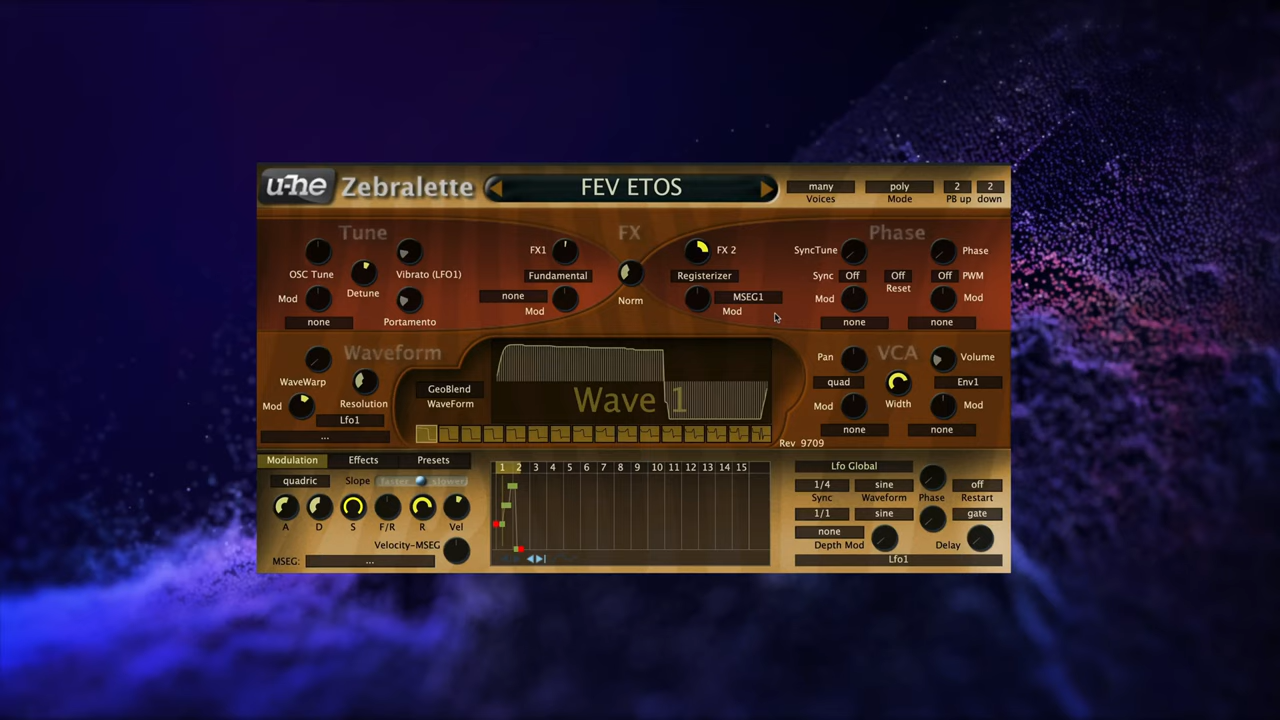 u-he Zebralette FEV ETOS many Voices poly Mode 2 PB up 2 down
Tune FX Phase
OSC Tune Detune Vibrato (LFO1)
Mod none Portamento
FX1 Fundamental none Mod
Norm
FX 2 Registerizer MSEG1 Mod
SyncTune Phase
Sync Off Off Reset Off PWM
Mod Mod
none none
Waveform
WaveWarp Resolution
Mod Lfo1
...
GeoBlend
WaveForm
Wave 1
VCA
Pan quad Width Volume Env1
Mod Mod
none none
Rev 9709
Modulation Effects Presets
quadric Slope faster slower
A D S F/R R Vel
Velocity-MSEG
MSEG: ...
1 2 3 4 5 6 7 8 9 10 11 12 13 14 15
Lfo Global
1/4 sine off
Sync Waveform Phase Restart
1/1 sine gate
none
Depth Mod Delay
Lfo1